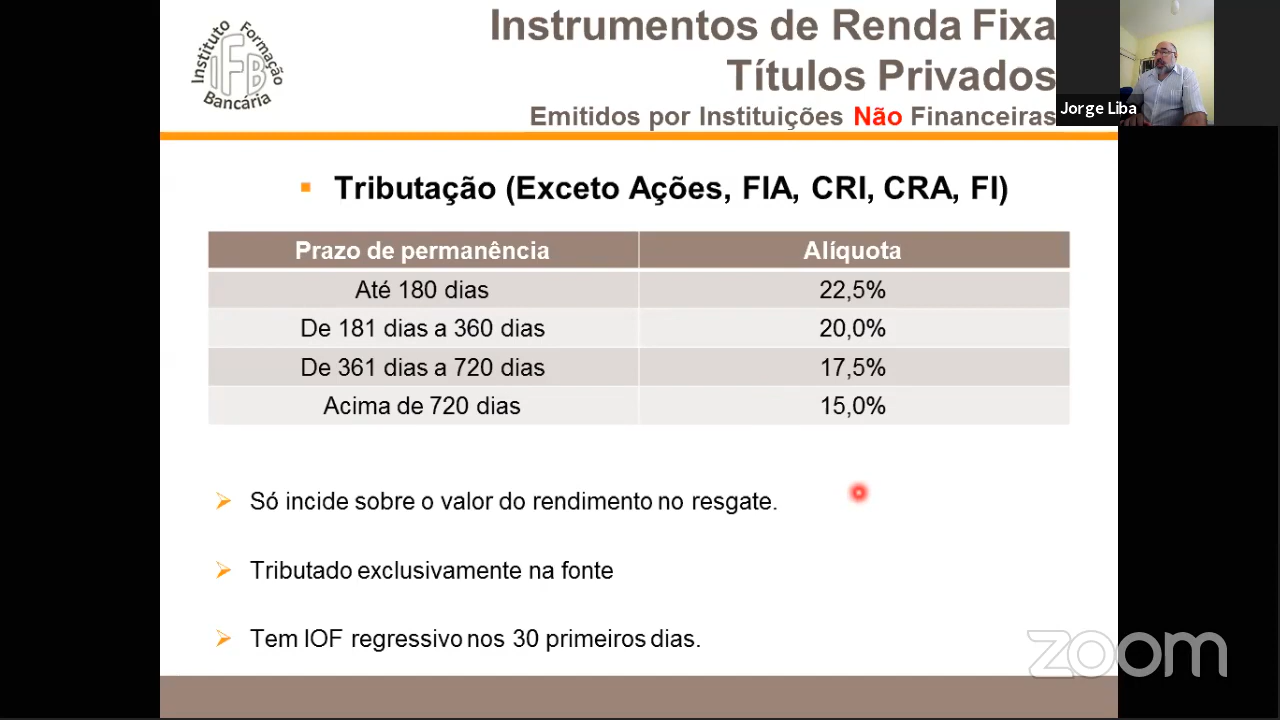 Instituto Formação
IFB
Bancária
Instrumentos de Renda Fixa
Títulos Privados
Emitidos por Instituições Não Financeiras
Jorge Liba
▪ Tributação (Exceto Ações, FIA, CRI, CRA, FI)
Prazo de permanência Alíquota
Até 180 dias 22,5%
De 181 dias a 360 dias 20,0%
De 361 dias a 720 dias 17,5%
Acima de 720 dias 15,0%
➢ Só incide sobre o valor do rendimento no resgate.
➢ Tributado exclusivamente na fonte
➢ Tem IOF regressivo nos 30 primeiros dias.
zoom